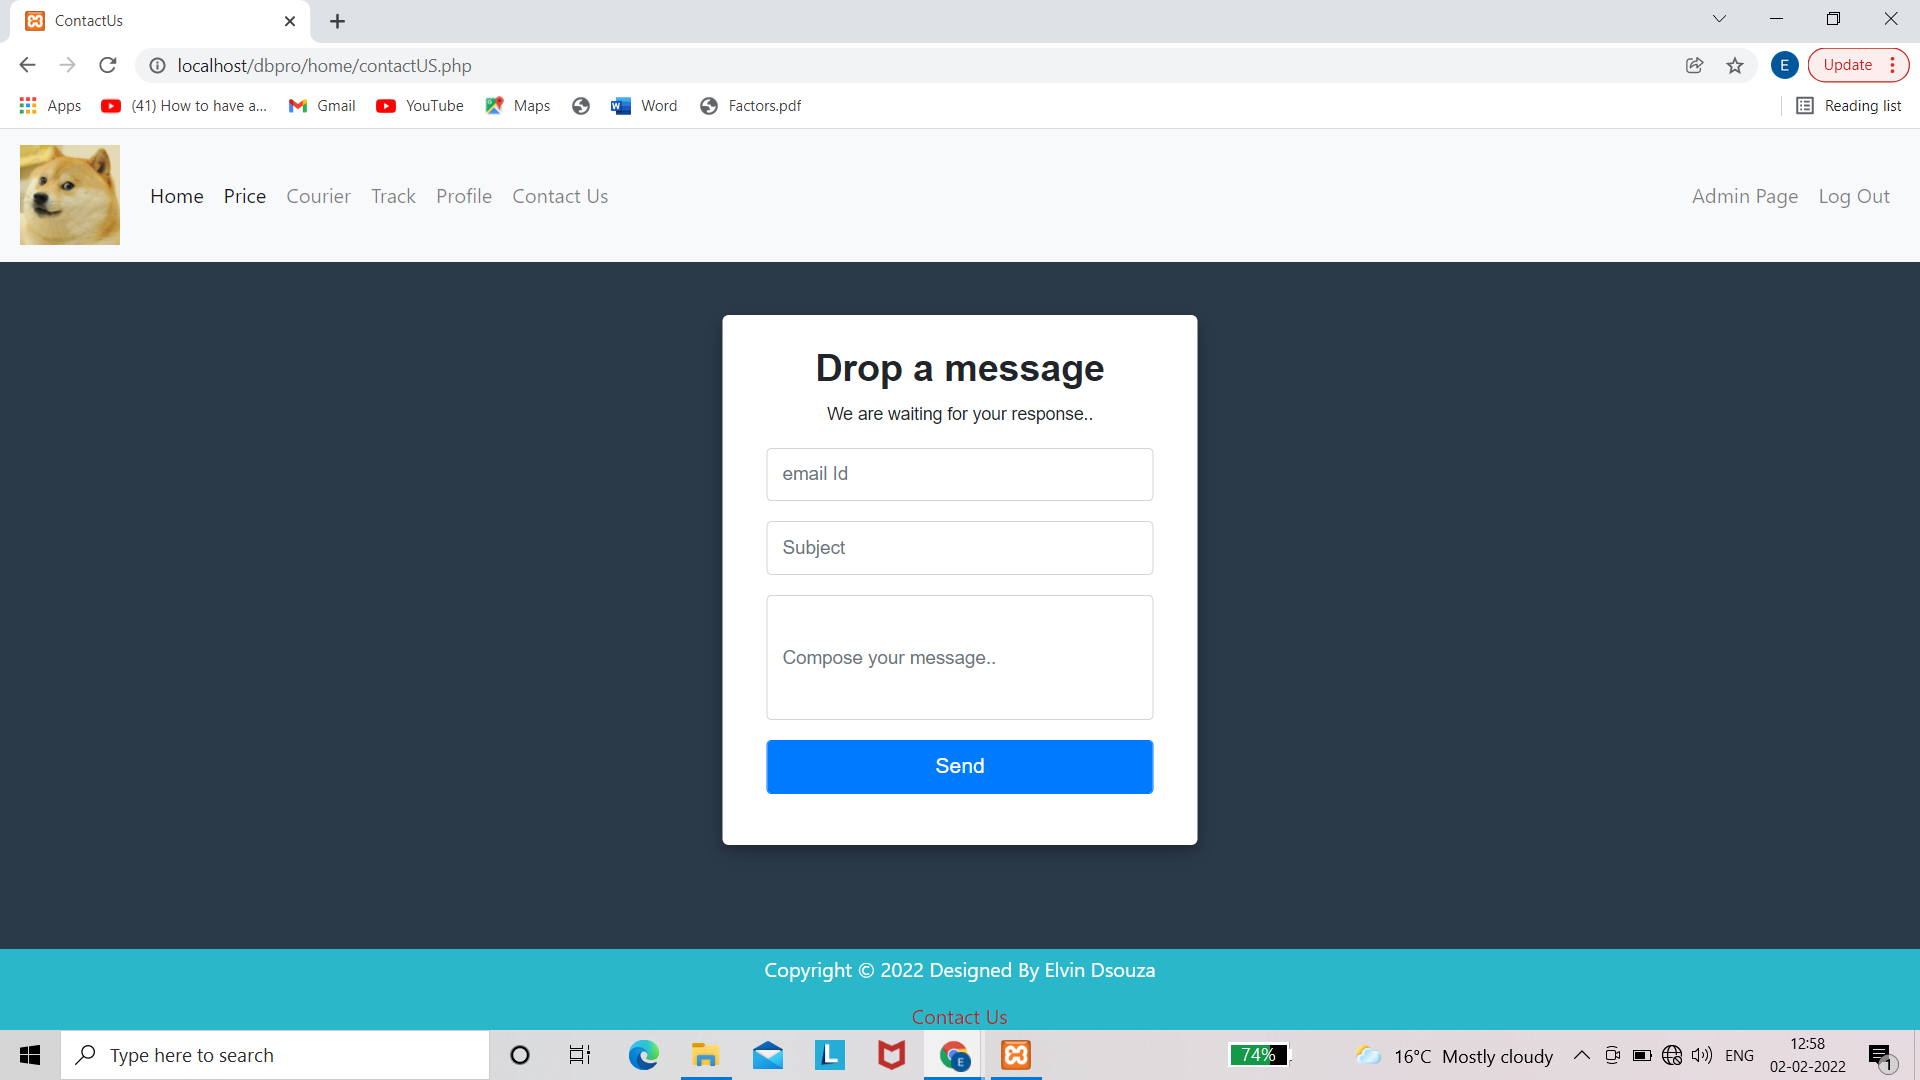 ContactUs
localhost/dbpro/home/contactUS.php
E
Update
Apps
(41) How to have a...
Gmail
YouTube
Maps
Word
Factors.pdf
Reading list
Home Price Courier Track Profile Contact Us
Admin Page Log Out
Drop a message
We are waiting for your response..
email Id
Subject
Compose your message..
Send
Copyright © 2022 Designed By Elvin Dsouza
Contact Us
Type here to search
L
E
74%
16°C Mostly cloudy
ENG
12:58
02-02-2022
1